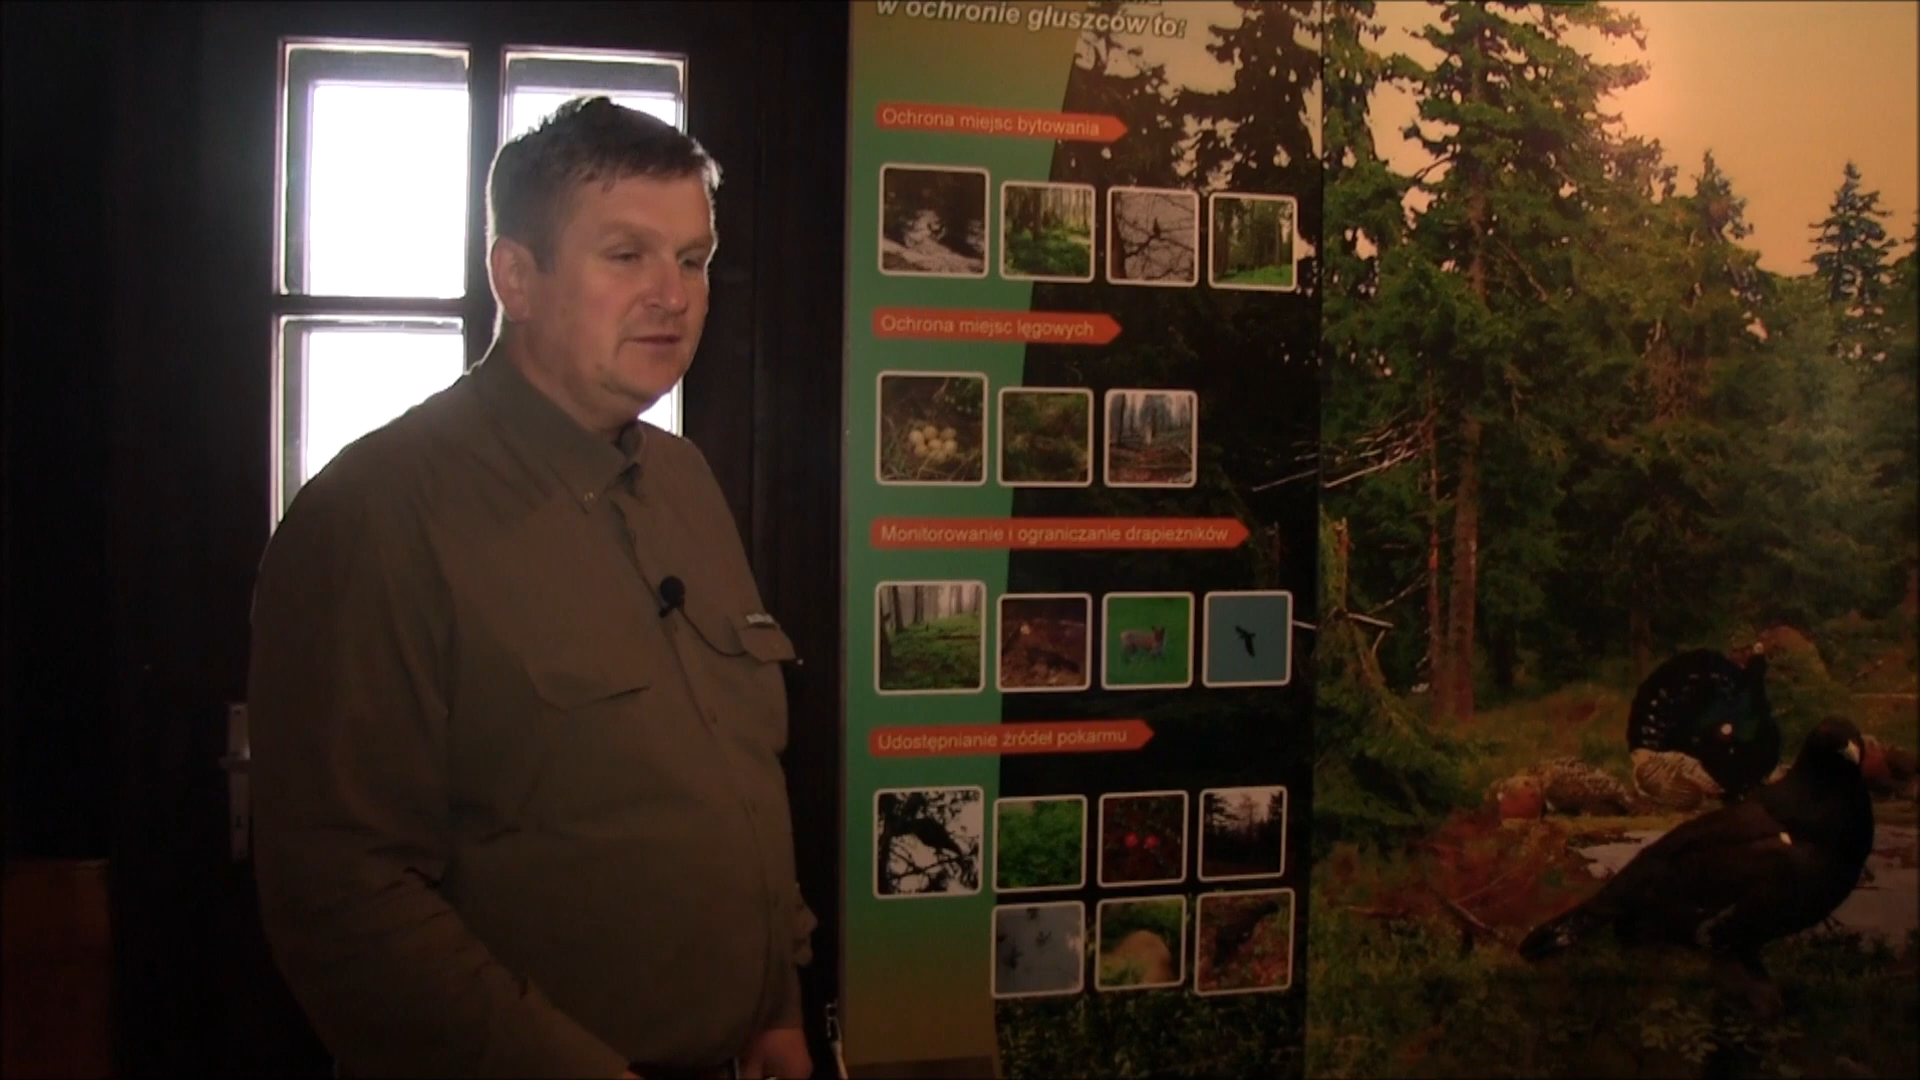 w ochronie głuszców to:
Ochrona miejsc bytowania
Ochrona miejsc lęgowych
Monitorowanie i ograniczanie drapieżników
Udostępnianie źródeł pokarmu